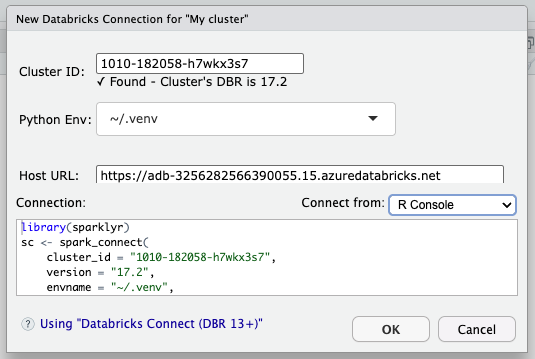 New Databricks Connection for "My cluster"
Cluster ID: 1010-182058-h7wkx3s7
✓ Found - Cluster's DBR is 17.2
Python Env: ~/.venv
Host URL: https://adb-3256282566390055.15.azuredatabricks.net
Connection: Connect from: R Console
library(sparklyr)
sc <- spark_connect(
    cluster_id = "1010-182058-h7wkx3s7",
    version = "17.2",
    envname = "~/.venv",
? Using "Databricks Connect (DBR 13+)" OK Cancel